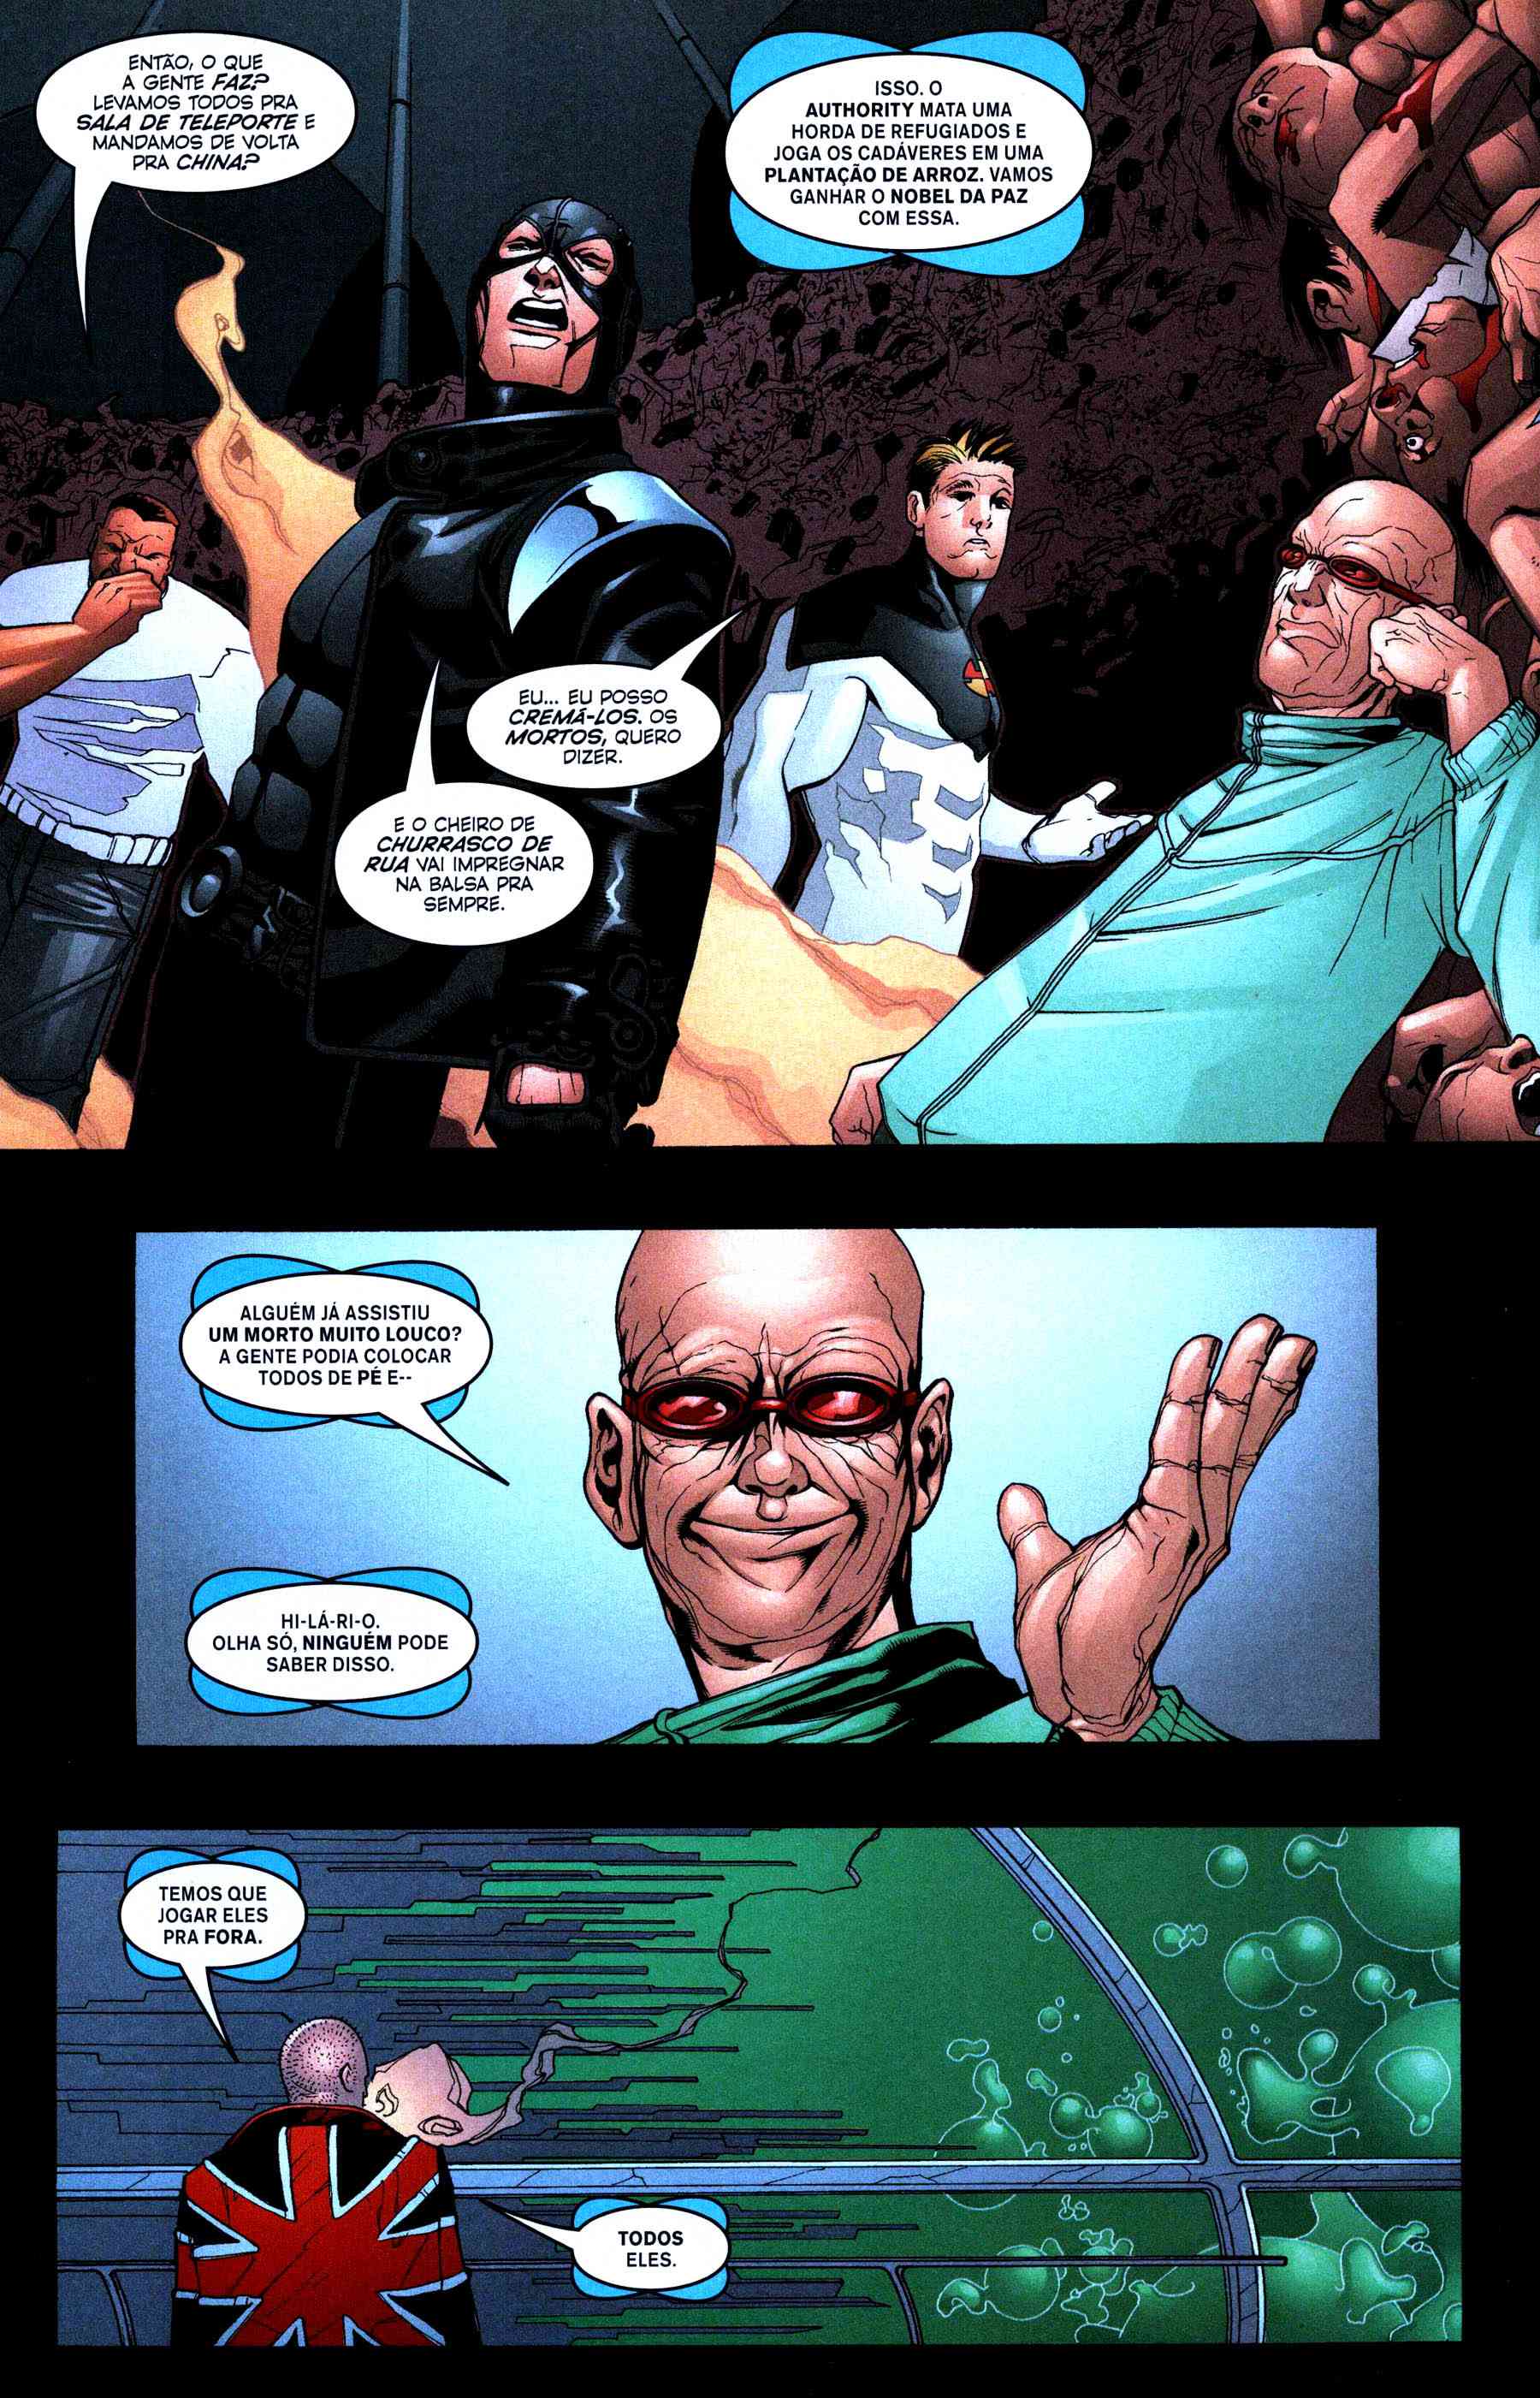 ENTÃO, O QUE
A GENTE FAZ?
LEVAMOS TODOS PRA
SALA DE TELEPORTE E
MANDAMOS DE VOLTA
PRA CHINA?
ISSO. O
AUTHORITY MATA UMA
HORDA DE REFUGIADOS E
JOGA OS CADÁVERES EM UMA
PLANTAÇÃO DE ARROZ. VAMOS
GANHAR O NOBEL DA PAZ
COM ESSA.
EU... EU POSSO
CREMÁ-LOS. OS
MORTOS, QUERO
DIZER.
E O CHEIRO DE
CHURRASCO DE
RUA VAI IMPREGNAR
NA BALSA PRA
SEMPRE.
ALGUÉM JÁ ASSISTIU
UM MORTO MUITO LOUCO?
A GENTE PODIA COLOCAR
TODOS DE PÉ E--
HI-LÁ-RI-O.
OLHA SÓ, NINGUÉM PODE
SABER DISSO.
TEMOS QUE
JOGAR ELES
PRA FORA.
TODOS
ELES.